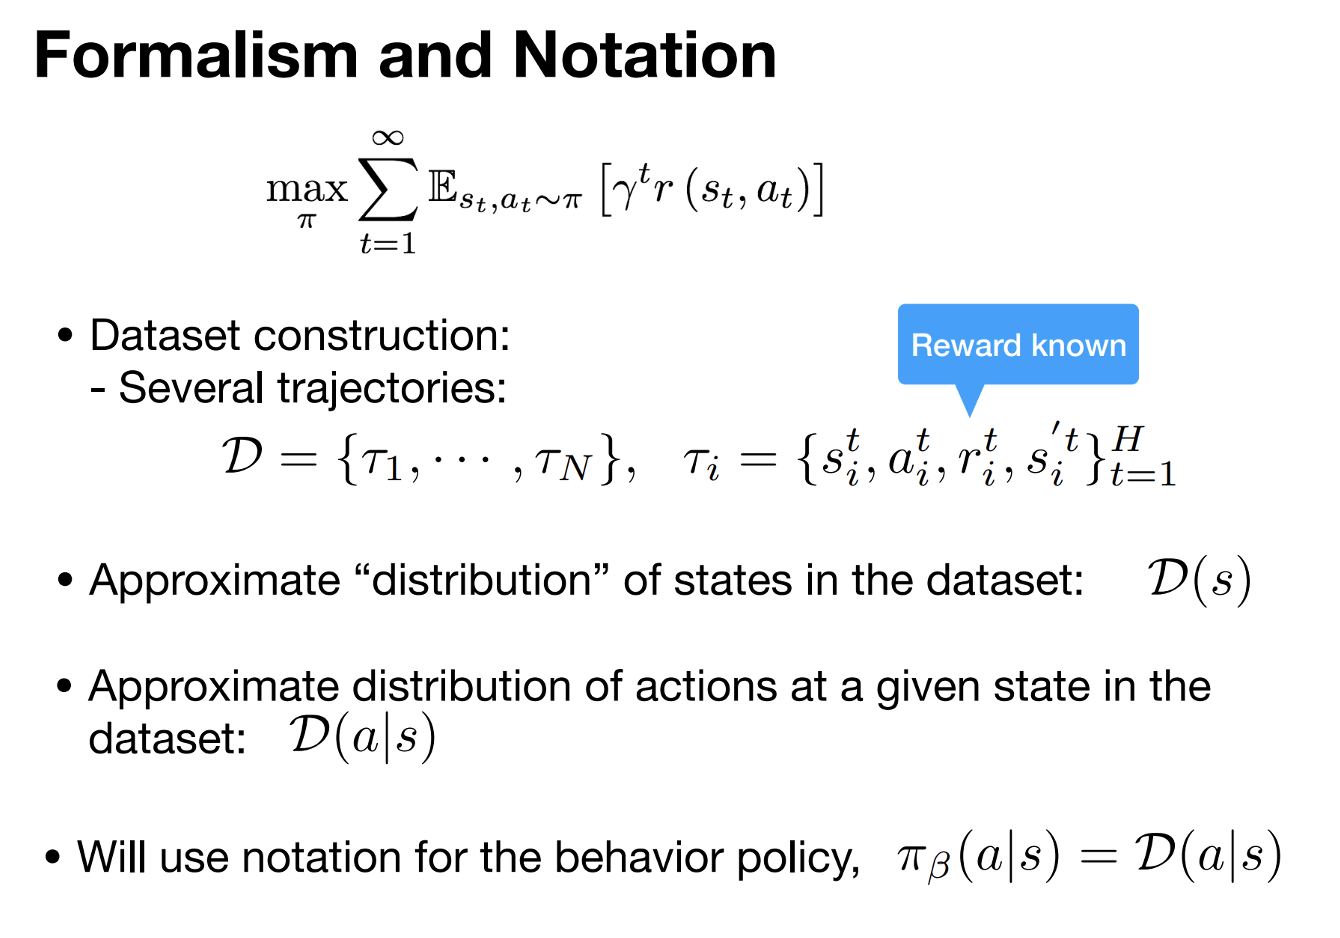 Formalism and Notation
$$\max_{\pi} \sum_{t=1}^{\infty} \mathbb{E}_{s_t, a_t \sim \pi} \left[ \gamma^t r\left(s_t, a_t\right) \right]$$
• Dataset construction:
Reward known
- Several trajectories:
$$\mathcal{D} = \{\tau_1, \cdots, \tau_N\}, \quad \tau_i = \{s_i^t, a_i^t, r_i^t, s_i^{'t}\}_{t=1}^{H}$$
• Approximate “distribution” of states in the dataset: $\mathcal{D}(s)$
• Approximate distribution of actions at a given state in the
dataset: $\mathcal{D}(a|s)$
• Will use notation for the behavior policy, $\pi_\beta(a|s) = \mathcal{D}(a|s)$